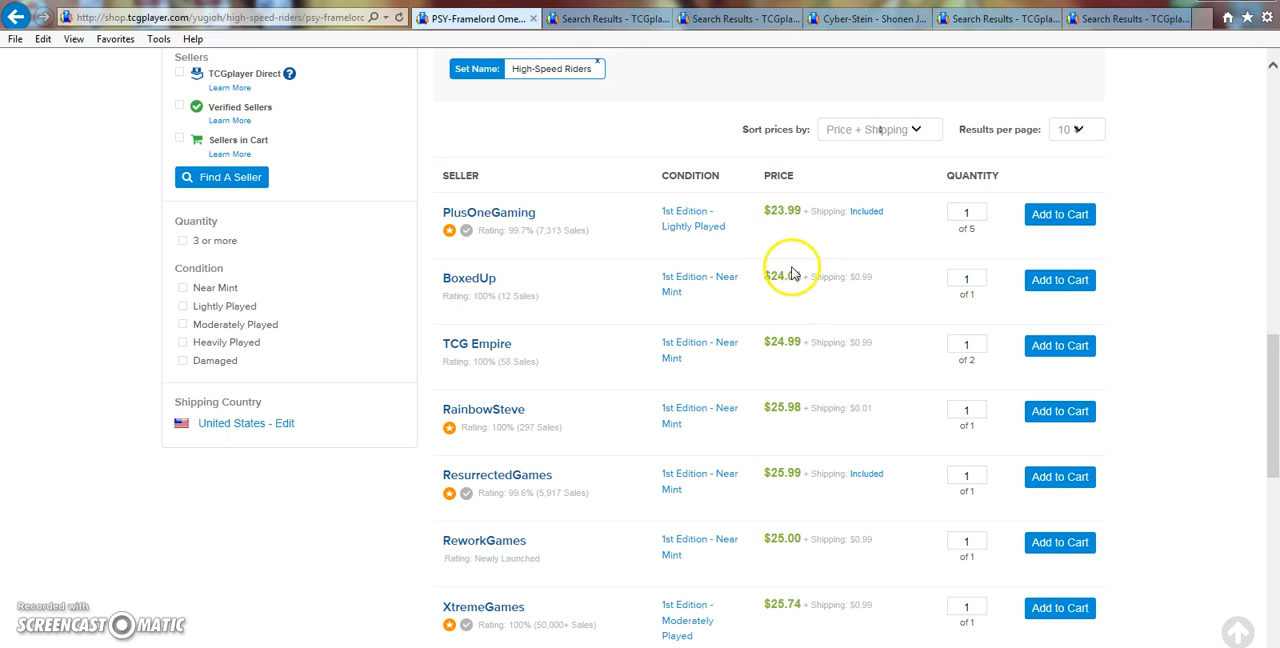 http://shop.tcgplayer.com/yugioh/high-speed-riders/psy-framelord
PSY-Framelord Ome...
Search Results - TCGpl...
Search Results - TCGpla...
Cyber-Stein - Shonen J...
Search Results - TCGpla...
Search Results - TCGpla...
File Edit View Favorites Tools Help
Sellers
TCGplayer Direct ?
Learn More
Verified Sellers
Learn More
Sellers in Cart
Learn More
Find A Seller
Quantity
3 or more
Condition
Near Mint
Lightly Played
Moderately Played
Heavily Played
Damaged
Shipping Country
United States - Edit
Set Name: High-Speed Riders x
Sort prices by: Price + Shipping Results per page: 10
SELLER CONDITION PRICE QUANTITY
PlusOneGaming 1st Edition - Lightly Played $23.99 + Shipping: Included 1 Add to Cart
Rating: 99.7% (7,313 Sales) of 5
BoxedUp 1st Edition - Near Mint + Shipping: $0.99 1 Add to Cart
Rating: 100% (12 Sales) of 1
TCG Empire 1st Edition - Near Mint $24.99 + Shipping: $0.99 1 Add to Cart
Rating: 100% (58 Sales) of 2
RainbowSteve 1st Edition - Near Mint $25.98 + Shipping: $0.01 1 Add to Cart
Rating: 100% (297 Sales) of 1
ResurrectedGames 1st Edition - Near Mint $25.99 + Shipping: Included 1 Add to Cart
Rating: 99.6% (5,917 Sales) of 1
ReworkGames 1st Edition - Near Mint $25.00 + Shipping: $0.99 1 Add to Cart
Rating: Newly Launched of 1
XtremeGames 1st Edition - Moderately Played $25.74 + Shipping: $0.99 1 Add to Cart
Rating: 100% (50,000+ Sales) of 1
Recorded with
SCREENCAST-O-MATIC